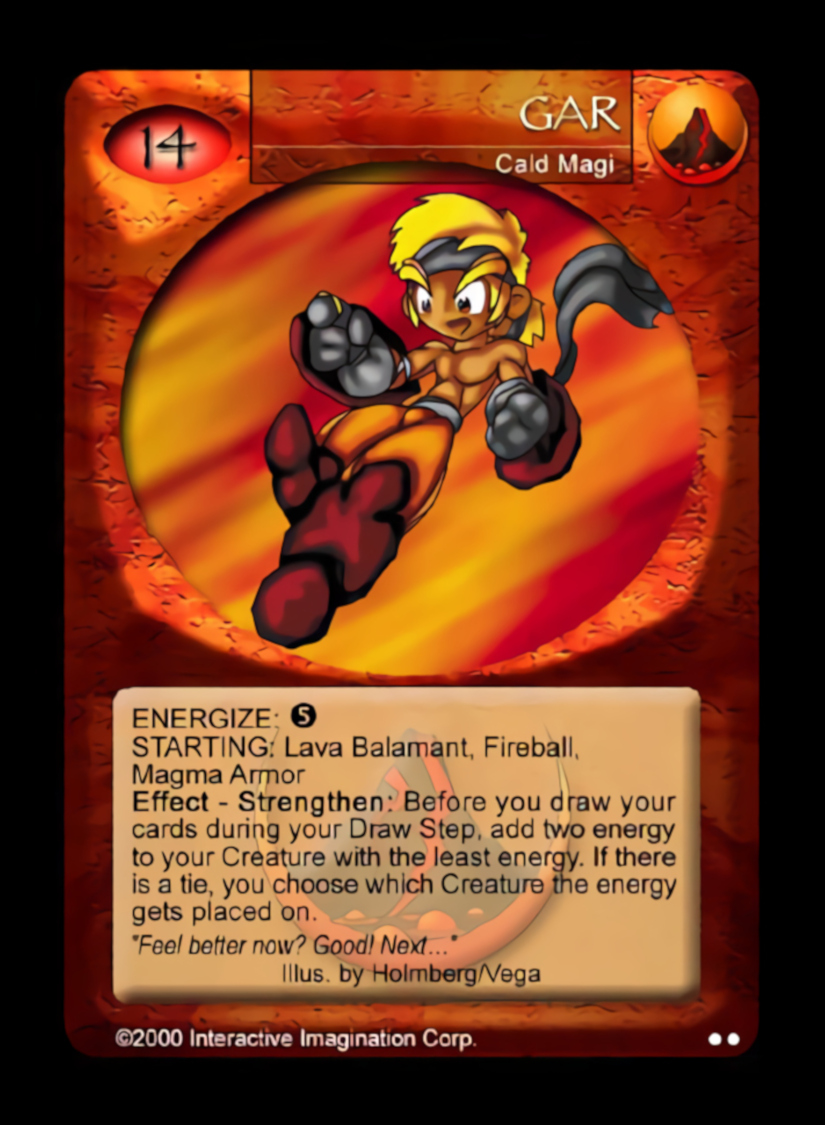 14
GAR
Cald Magi
ENERGIZE: 5
STARTING: Lava Balamant, Fireball,
Magma Armor
Effect - Strengthen: Before you draw your
cards during your Draw Step, add two energy
to your Creature with the least energy. If there
is a tie, you choose which Creature the energy
gets placed on.
"Feel better now? Good! Next..."
Illus. by Holmberg/Vega
©2000 Interactive Imagination Corp.